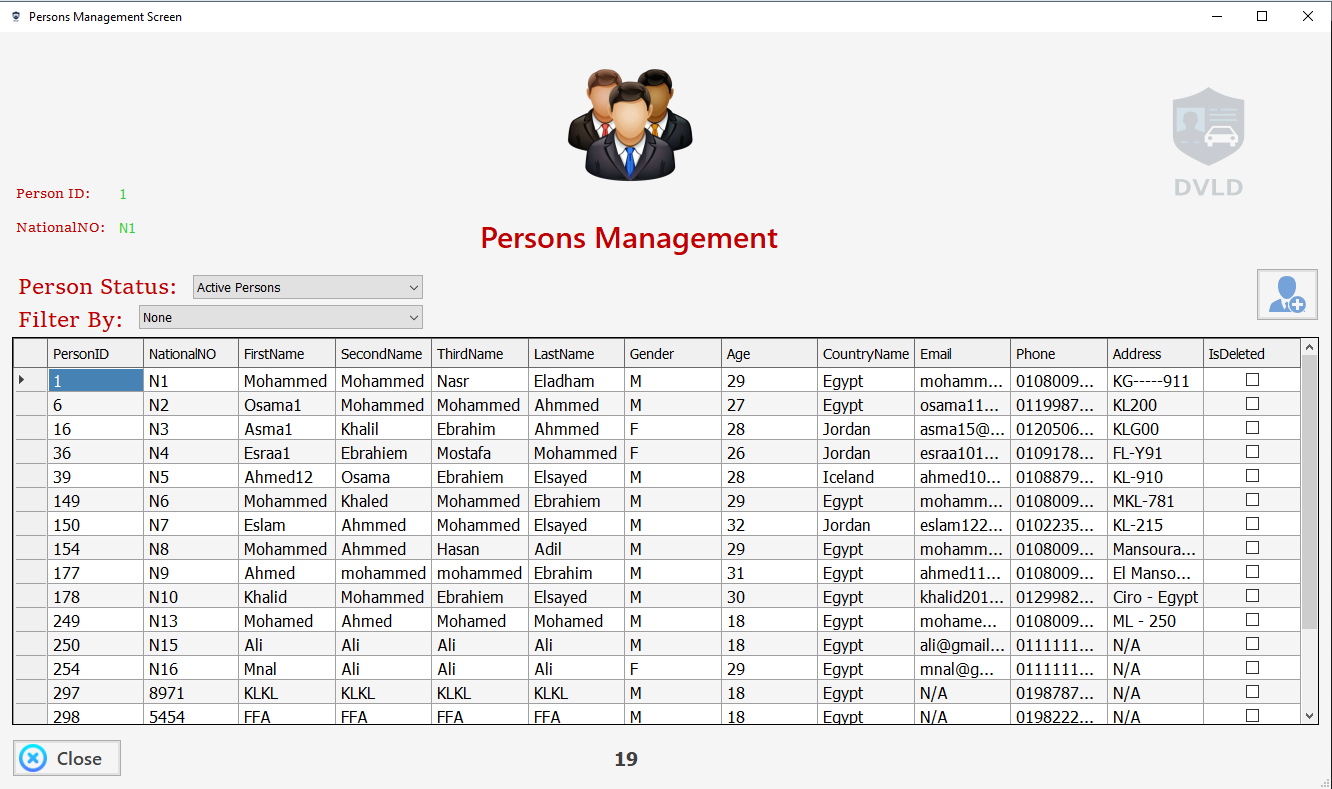 Persons Management Screen
DVLD
Person ID: 1
NationalNO: N1
Persons Management
Person Status: Active Persons
Filter By: None
PersonID NationalNO FirstName SecondName ThirdName LastName Gender Age CountryName Email Phone Address IsDeleted
1 N1 Mohammed Mohammed Nasr Eladham M 29 Egypt mohamm... 0108009... KG-----911
6 N2 Osama1 Mohammed Mohammed Ahmmed M 27 Egypt osama11... 0119987... KL200
16 N3 Asma1 Khalil Ebrahim Ahmmed F 28 Jordan asma15@... 0120506... KLG00
36 N4 Esraa1 Ebrahiem Mostafa Mohammed F 26 Jordan esraa101... 0109178... FL-Y91
39 N5 Ahmed12 Osama Ebrahiem Elsayed M 28 Iceland ahmed10... 0108879... KL-910
149 N6 Mohammed Khaled Mohammed Ebrahiem M 29 Egypt mohamm... 0108009... MKL-781
150 N7 Eslam Ahmmed Mohammed Elsayed M 32 Jordan eslam122... 0102235... KL-215
154 N8 Mohammed Ahmmed Hasan Adil M 29 Egypt mohamm... 0108009... Mansoura...
177 N9 Ahmed mohammed mohammed Ebrahim M 31 Egypt ahmed11... 0108009... El Manso...
178 N10 Khalid Mohammed Ebrahiem Elsayed M 30 Egypt khalid201... 0129982... Ciro - Egypt
249 N13 Mohamed Ahmed Mohamed Mohamed M 18 Egypt mohame... 0108009... ML - 250
250 N15 Ali Ali Ali Ali M 18 Egypt ali@gmail... 0111111... N/A
254 N16 Mnal Ali Ali Ali F 29 Egypt mnal@g... 0111111... N/A
297 8971 KLKL KLKL KLKL KLKL M 18 Egypt N/A 0198787... N/A
298 5454 FFA FFA FFA FFA M 18 Egypt N/A 0198222... N/A
Close
19